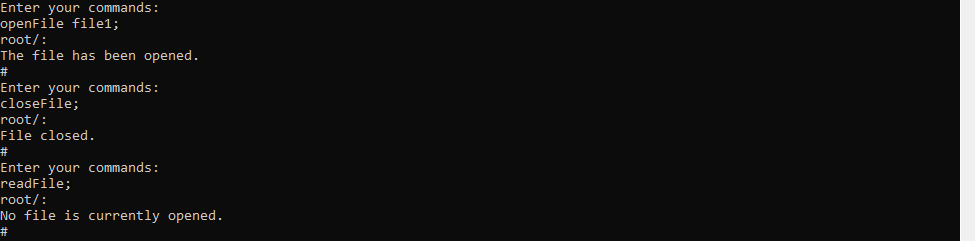 Enter your commands:
openFile file1;
root/:
The file has been opened.
#
Enter your commands:
closeFile;
root/:
File closed.
#
Enter your commands:
readFile;
root/:
No file is currently opened.
#